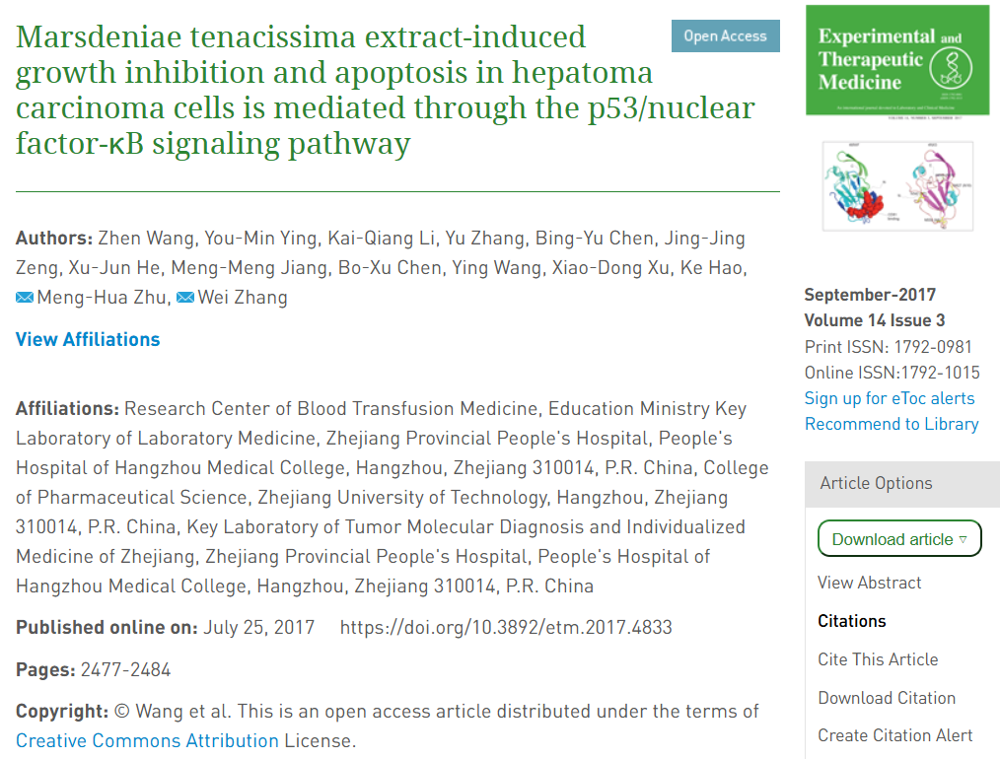 Marsdeniae tenacissima extract-induced
growth inhibition and apoptosis in hepatoma
carcinoma cells is mediated through the p53/nuclear
factor-κB signaling pathway
Open Access
Authors: Zhen Wang, You-Min Ying, Kai-Qiang Li, Yu Zhang, Bing-Yu Chen, Jing-Jing
Zeng, Xu-Jun He, Meng-Meng Jiang, Bo-Xu Chen, Ying Wang, Xiao-Dong Xu, Ke Hao,
Meng-Hua Zhu, Wei Zhang
View Affiliations
Affiliations: Research Center of Blood Transfusion Medicine, Education Ministry Key
Laboratory of Laboratory Medicine, Zhejiang Provincial People's Hospital, People's
Hospital of Hangzhou Medical College, Hangzhou, Zhejiang 310014, P.R. China, College
of Pharmaceutical Science, Zhejiang University of Technology, Hangzhou, Zhejiang
310014, P.R. China, Key Laboratory of Tumor Molecular Diagnosis and Individualized
Medicine of Zhejiang, Zhejiang Provincial People's Hospital, People's Hospital of
Hangzhou Medical College, Hangzhou, Zhejiang 310014, P.R. China
Published online on: July 25, 2017 https://doi.org/10.3892/etm.2017.4833
Pages: 2477-2484
Copyright: © Wang et al. This is an open access article distributed under the terms of
Creative Commons Attribution License.
Experimental and
Therapeutic
Medicine
September-2017
Volume 14 Issue 3
Print ISSN: 1792-0981
Online ISSN:1792-1015
Sign up for eToc alerts
Recommend to Library
Article Options
Download article ▿
View Abstract
Citations
Cite This Article
Download Citation
Create Citation Alert